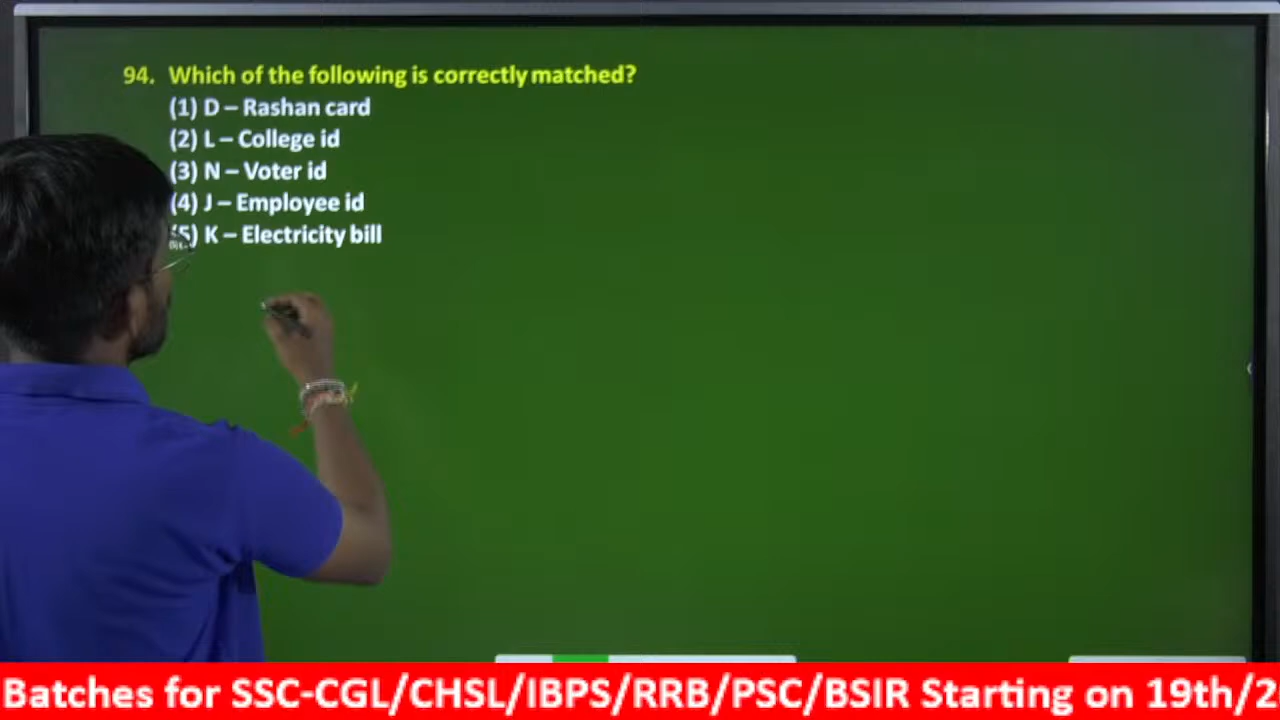 94. Which of the following is correctly matched?
(1) D – Rashan card
(2) L – College id
(3) N – Voter id
(4) J – Employee id
(5) K – Electricity bill
Batches for SSC-CGL/CHSL/IBPS/RRB/PSC/BSIR Starting on 19th/2